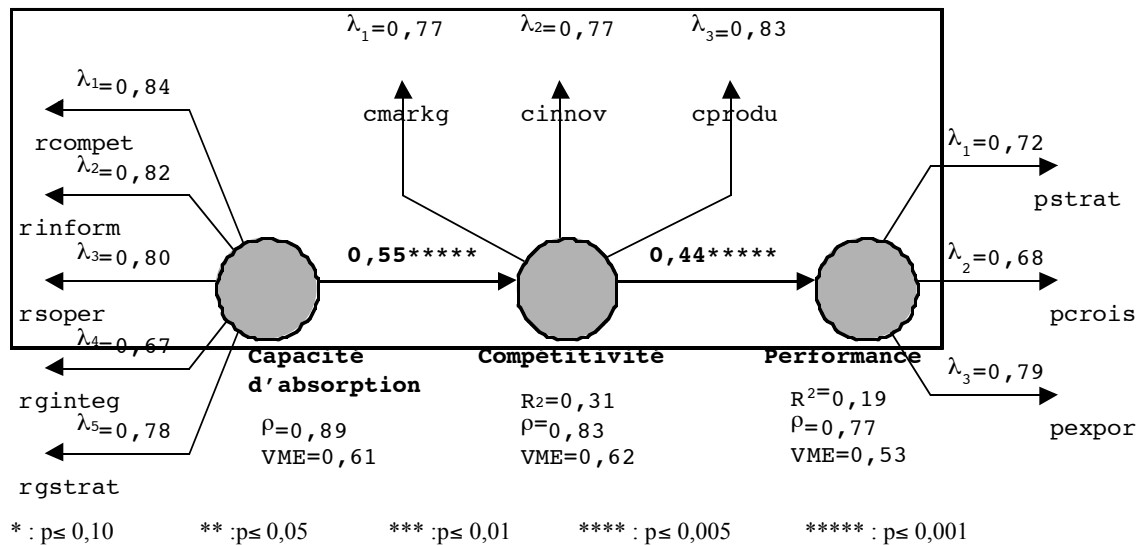 λ1=0,77 λ2=0,77 λ3=0,83
λ1=0,84
cmarkg cinnov cprodu
rcompet
λ1=0,72
λ2=0,82
pstrat
rinform
λ3=0,80
0,55***** 0,44*****
λ2=0,68
rsoper
pcrois
λ4=0,67
Capacité d'absorption
Compétitivité
Performance
λ3=0,79
rginteg
R2=0,31
R2=0,19
pexpor
λ5=0,78
ρ=0,89
ρ=0,83
ρ=0,77
VME=0,61
VME=0,62
VME=0,53
rgstrat
* : p≤ 0,10 ** :p≤ 0,05 *** : p≤ 0,01 **** : p≤ 0,005 ***** : p≤ 0,001